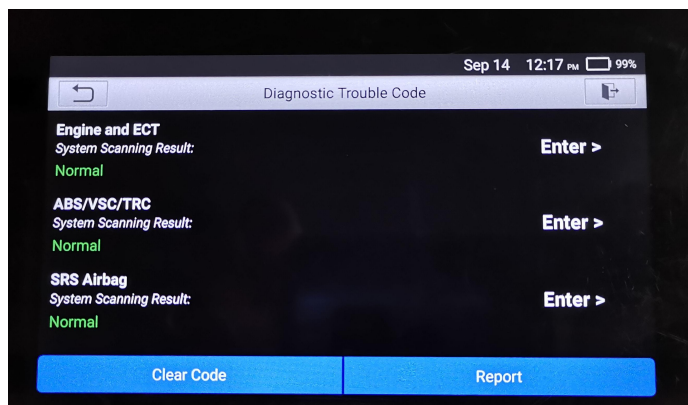 Sep 14 12:17 PM 99%
Diagnostic Trouble Code
Engine and ECT
System Scanning Result:
Enter >
Normal
ABS/VSC/TRC
System Scanning Result:
Enter >
Normal
SRS Airbag
System Scanning Result:
Enter >
Normal
Clear Code
Report